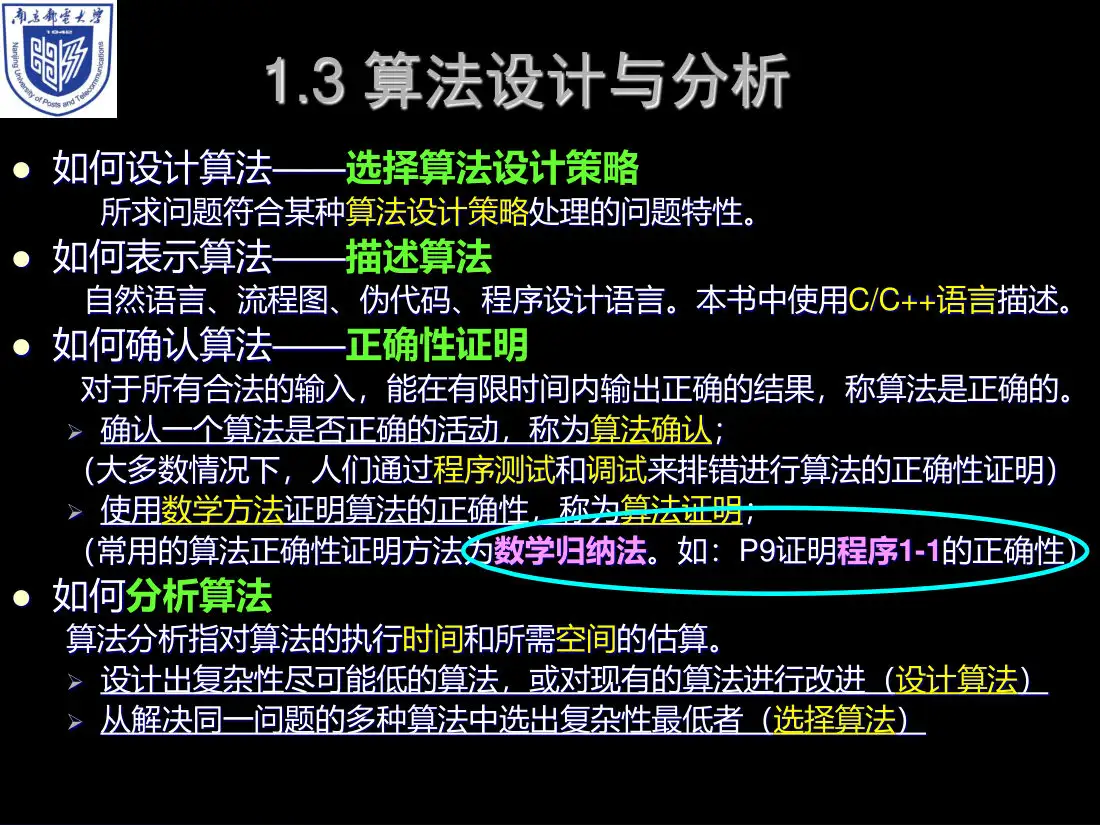 南京邮电大学
1942
Nanjing University of Posts and Telecommunications
1.3 算法设计与分析
如何设计算法——选择算法设计策略
所求问题符合某种算法设计策略处理的问题特性。
如何表示算法——描述算法
自然语言、流程图、伪代码、程序设计语言。本书中使用C/C++语言描述。
如何确认算法——正确性证明
对于所有合法的输入，能在有限时间内输出正确的结果，称算法是正确的。
确认一个算法是否正确的活动，称为算法确认；
（大多数情况下，人们通过程序测试和调试来排错进行算法的正确性证明）
使用数学方法证明算法的正确性，称为算法证明；
（常用的算法正确性证明方法为数学归纳法。如：P9证明程序1-1的正确性）
如何分析算法
算法分析指对算法的执行时间和所需空间的估算。
设计出复杂性尽可能低的算法，或对现有的算法进行改进（设计算法）
从解决同一问题的多种算法中选出复杂性最低者（选择算法）